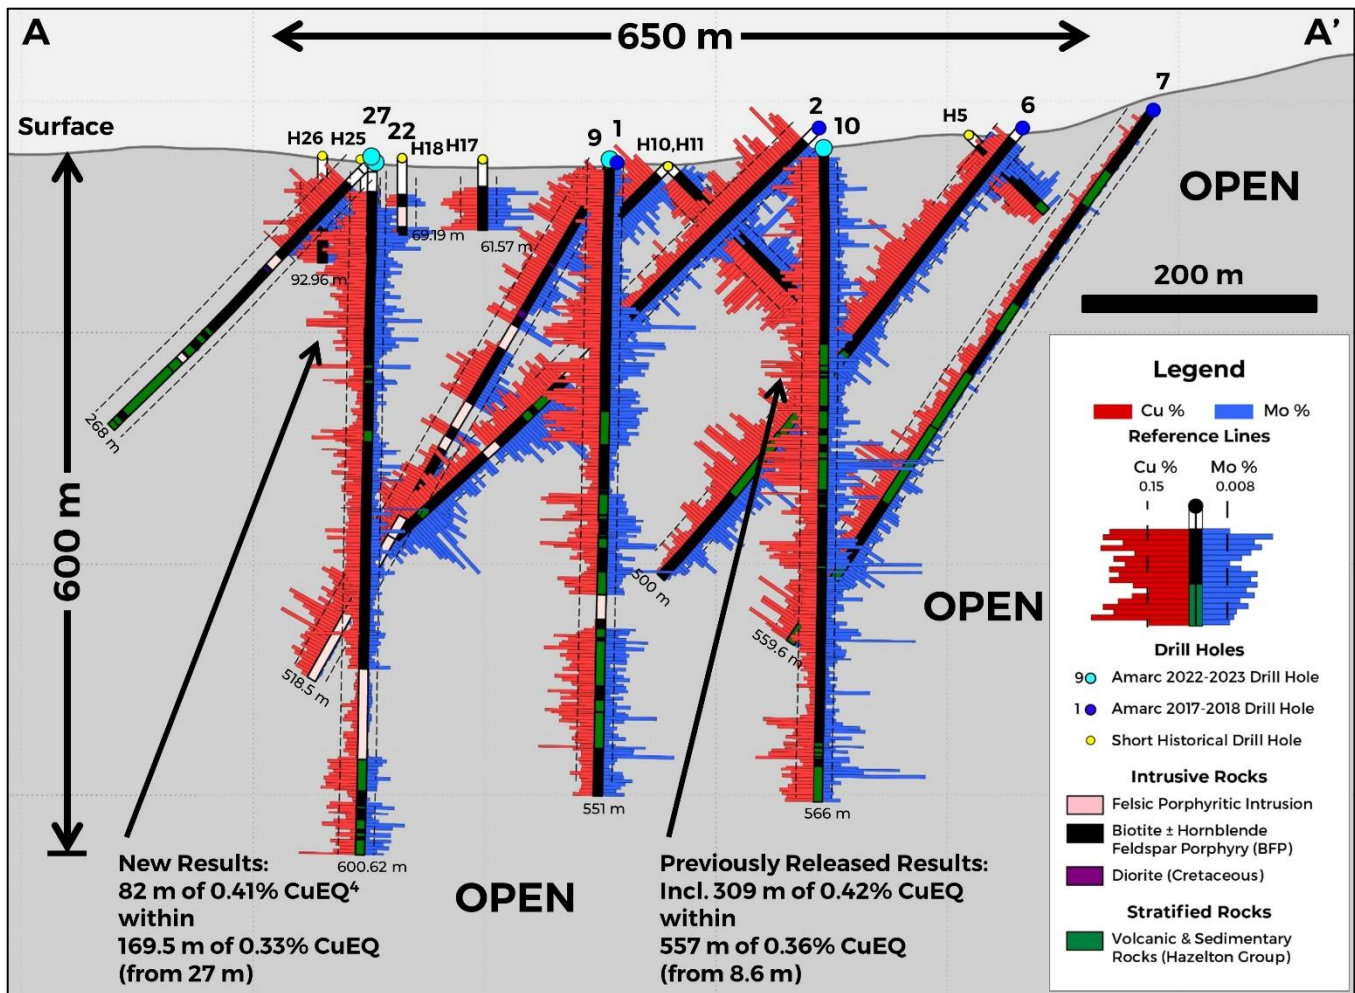 A
650 m
A’
Surface
H26
H25
27
22
H18
H17
9
1
H10,H11
2
10
H5
6
7
OPEN
200 m
69.19 m
61.57 m
92.96 m
268 m
600 m
500 m
OPEN
559.6 m
518.5 m
551 m
566 m
600.62 m
New Results:
82 m of 0.41% CuEQ⁴
within
169.5 m of 0.33% CuEQ
(from 27 m)
OPEN
Previously Released Results:
Incl. 309 m of 0.42% CuEQ
within
557 m of 0.36% CuEQ
(from 8.6 m)
Legend
Cu % Mo %
Reference Lines
Cu % Mo %
0.15 0.008
Drill Holes
9 Amarc 2022-2023 Drill Hole
1 Amarc 2017-2018 Drill Hole
Short Historical Drill Hole
Intrusive Rocks
Felsic Porphyritic Intrusion
Biotite ± Hornblende
Feldspar Porphyry (BFP)
Diorite (Cretaceous)
Stratified Rocks
Volcanic & Sedimentary
Rocks (Hazelton Group)